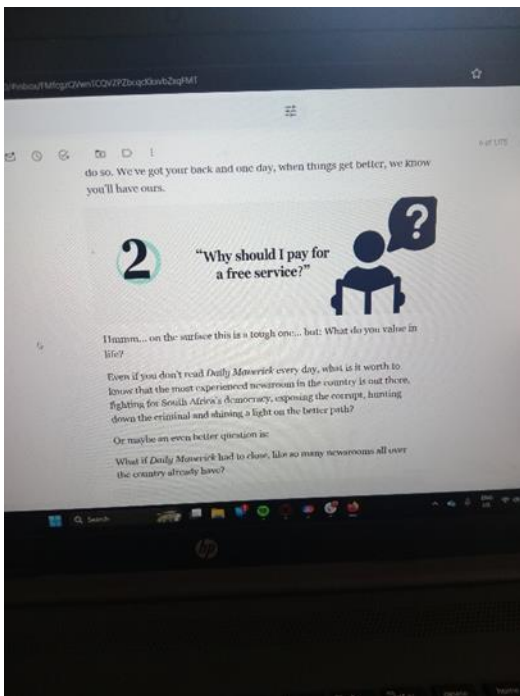 do so. We've got your back and one day, when things get better, we know
you'll have ours.
2
"Why should I pay for
a free service?"
?
Hmmm... on the surface this is a tough one... but: What do you value in
life?
Even if you don't read Daily Maverick every day, what is it worth to
know that the most experienced newsroom in the country is out there,
fighting for South Africa's democracy, exposing the corrupt, hunting
down the criminal and shining a light on the better path?
Or maybe an even better question is:
What if Daily Maverick had to close, like so many newsrooms all over
the country already have?
Search
hp